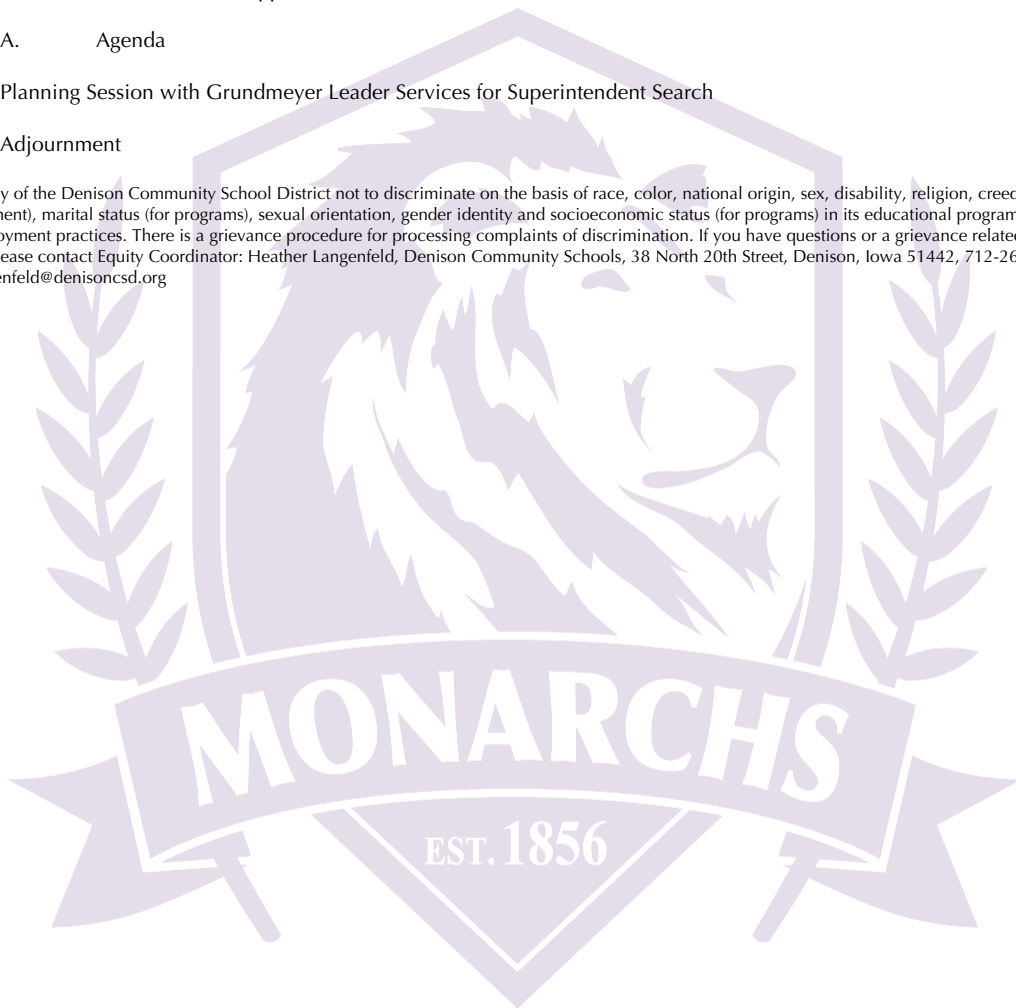 A. Agenda
Planning Session with Grundmeyer Leader Services for Superintendent Search
Adjournment
y of the Denison Community School District not to discriminate on the basis of race, color, national origin, sex, disability, religion, creed
ment), marital status (for programs), sexual orientation, gender identity and socioeconomic status (for programs) in its educational program
oyment practices. There is a grievance procedure for processing complaints of discrimination. If you have questions or a grievance related
ease contact Equity Coordinator: Heather Langenfeld, Denison Community Schools, 38 North 20th Street, Denison, Iowa 51442, 712-26
enfeld@denisoncsd.org
MONARCHS
EST. 1856